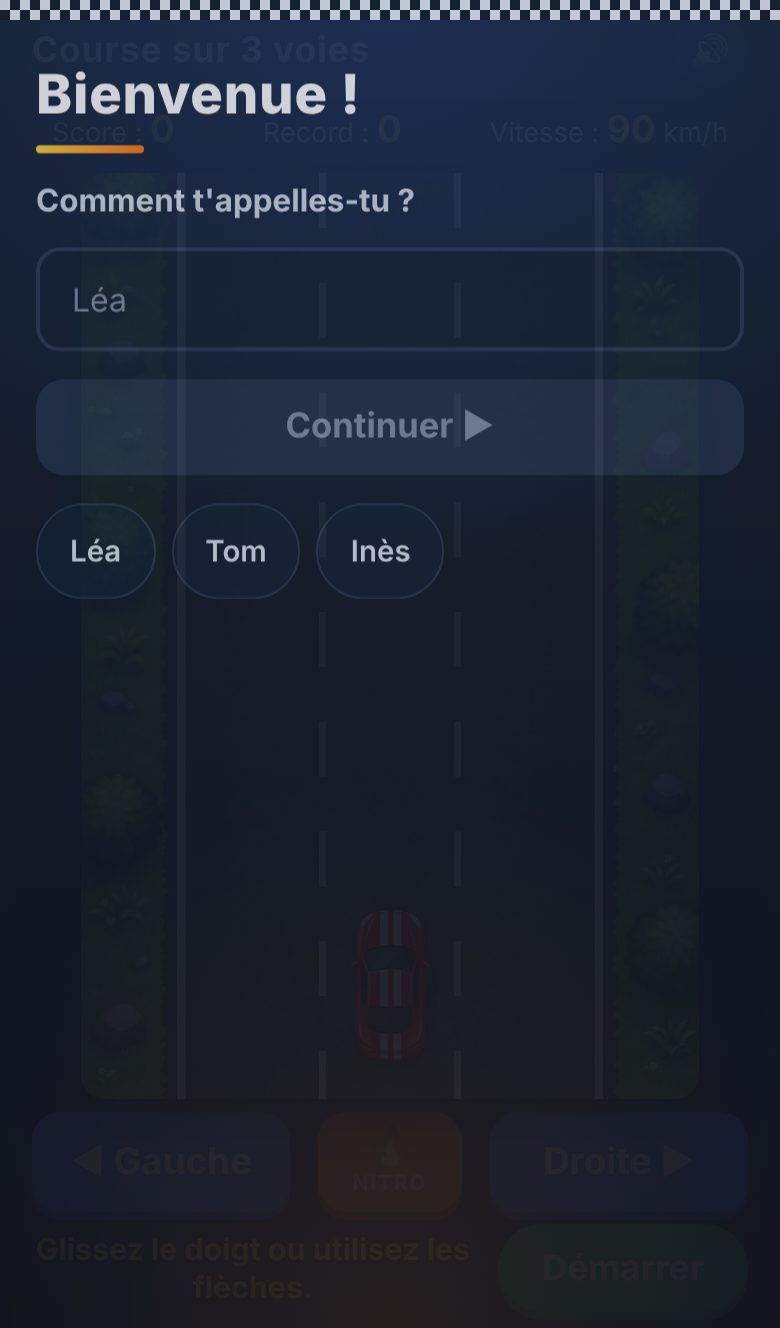 Course sur 3 voies
Bienvenue !
Score : 0 Record : 0 Vitesse : 90 km/h
Comment t'appelles-tu ?
Léa
Continuer ▶
Léa Tom Inès
◀ Gauche NITRO Droite ▶
Glissez le doigt ou utilisez les
flèches.
Démarrer